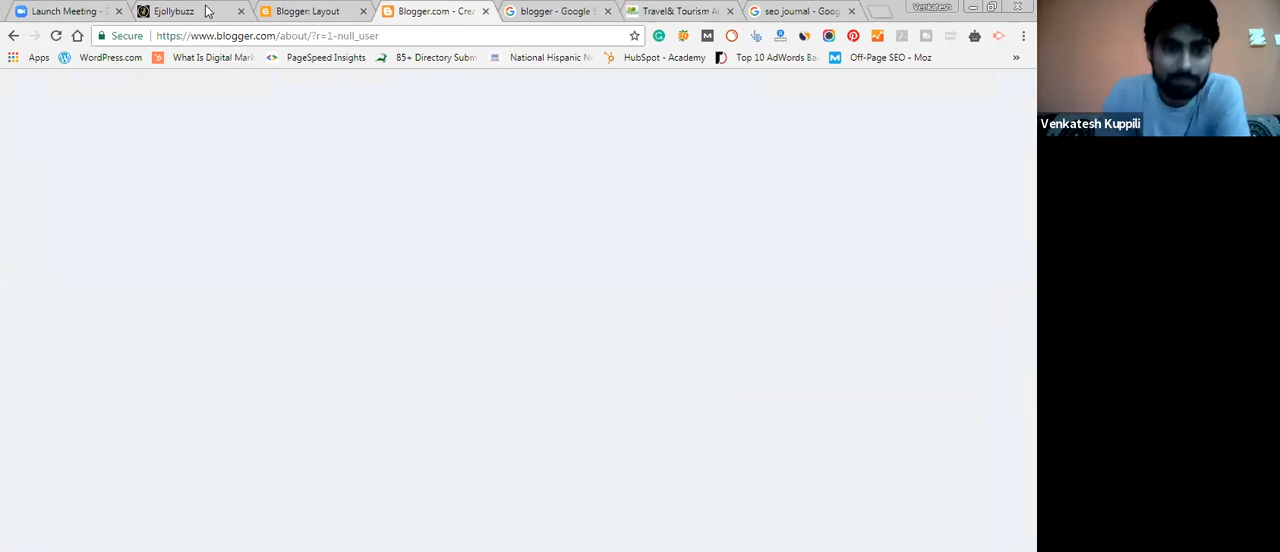 Launch Meeting - Z
Ejollybuzz
Blogger: Layout
Blogger.com - Crea
blogger - Google S
Travel& Tourism Ar
seo journal - Goog
Venkatesh
Secure
https://www.blogger.com/about/?r=1-null_user
Apps
WordPress.com
What Is Digital Mark
PageSpeed Insights
85+ Directory Subm
National Hispanic N
HubSpot - Academy
Top 10 AdWords Ba
Off-Page SEO - Moz
Venkatesh Kuppili